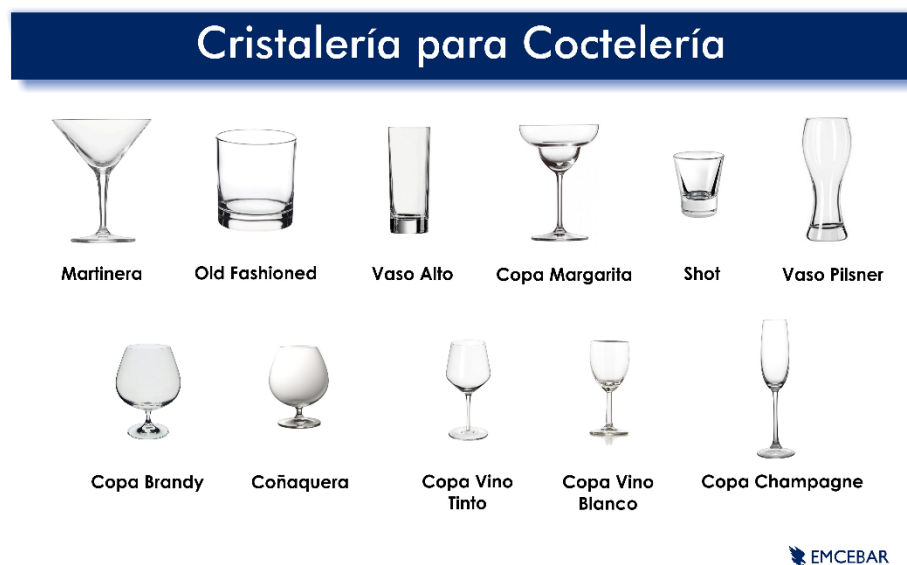 Cristalería para Coctelería
Martinera
Old Fashioned
Vaso Alto
Copa Margarita
Shot
Vaso Pilsner
Copa Brandy
Coñaquera
Copa Vino
Tinto
Copa Vino
Blanco
Copa Champagne
EMCEBAR